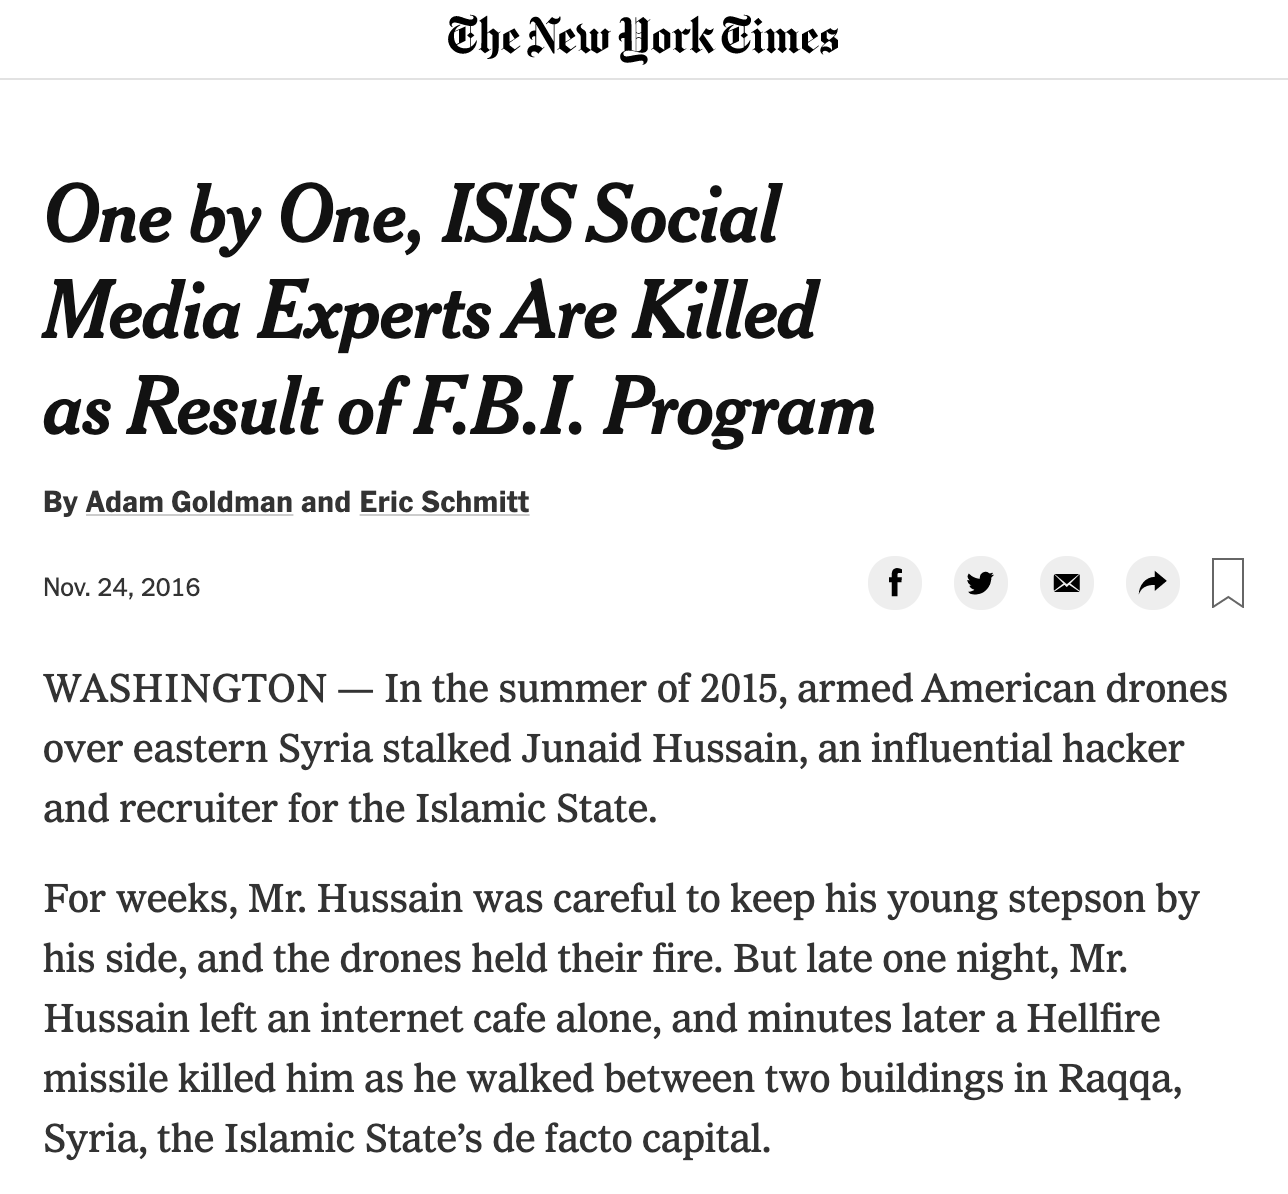 The New York Times
One by One, ISIS Social
Media Experts Are Killed
as Result of F.B.I. Program
By Adam Goldman and Eric Schmitt
Nov. 24, 2016
WASHINGTON — In the summer of 2015, armed American drones
over eastern Syria stalked Junaid Hussain, an influential hacker
and recruiter for the Islamic State.
For weeks, Mr. Hussain was careful to keep his young stepson by
his side, and the drones held their fire. But late one night, Mr.
Hussain left an internet cafe alone, and minutes later a Hellfire
missile killed him as he walked between two buildings in Raqqa,
Syria, the Islamic State’s de facto capital.